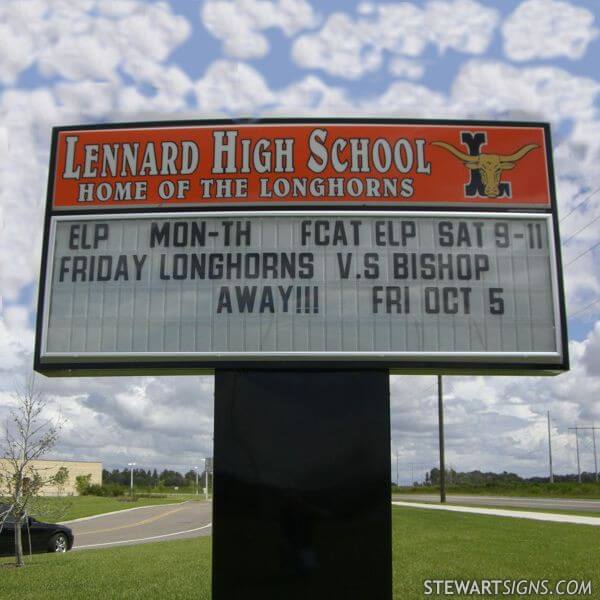 LENNARD HIGH SCHOOL
HOME OF THE LONGHORNS
L
ELP MON-TH FCAT ELP SAT 9-11
FRIDAY LONGHORNS V.S BISHOP
AWAY!!! FRI OCT 5
STEWARTSIGNS.COM